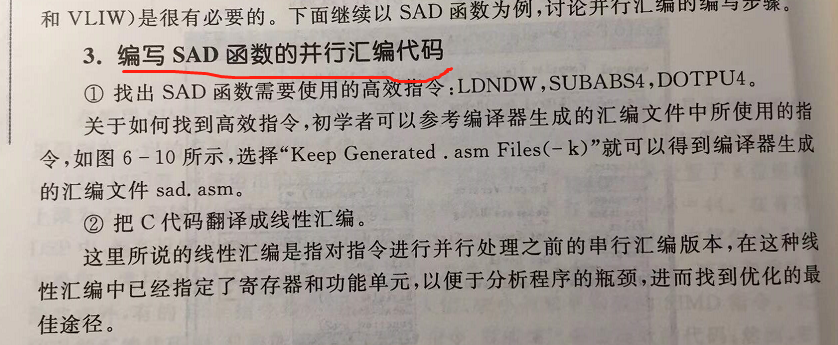 和 VLIW)是很有必要的。下面继续以 SAD 函数为例,讨论并行汇编的编写步骤。
3. 编写 SAD 函数的并行汇编代码
① 找出 SAD 函数需要使用的高效指令:LDNDW,SUBABS4,DOTPU4。
关于如何找到高效指令,初学者可以参考编译器生成的汇编文件中所使用的指
令,如图 6-10 所示,选择“Keep Generated .asm Files(-k)”就可以得到编译器生成
的汇编文件 sad.asm。
② 把 C 代码翻译成线性汇编。
这里所说的线性汇编是指对指令进行并行处理之前的串行汇编版本,在这种线
性汇编中已经指定了寄存器和功能单元,以便于分析程序的瓶颈,进而找到优化的最
佳途径。